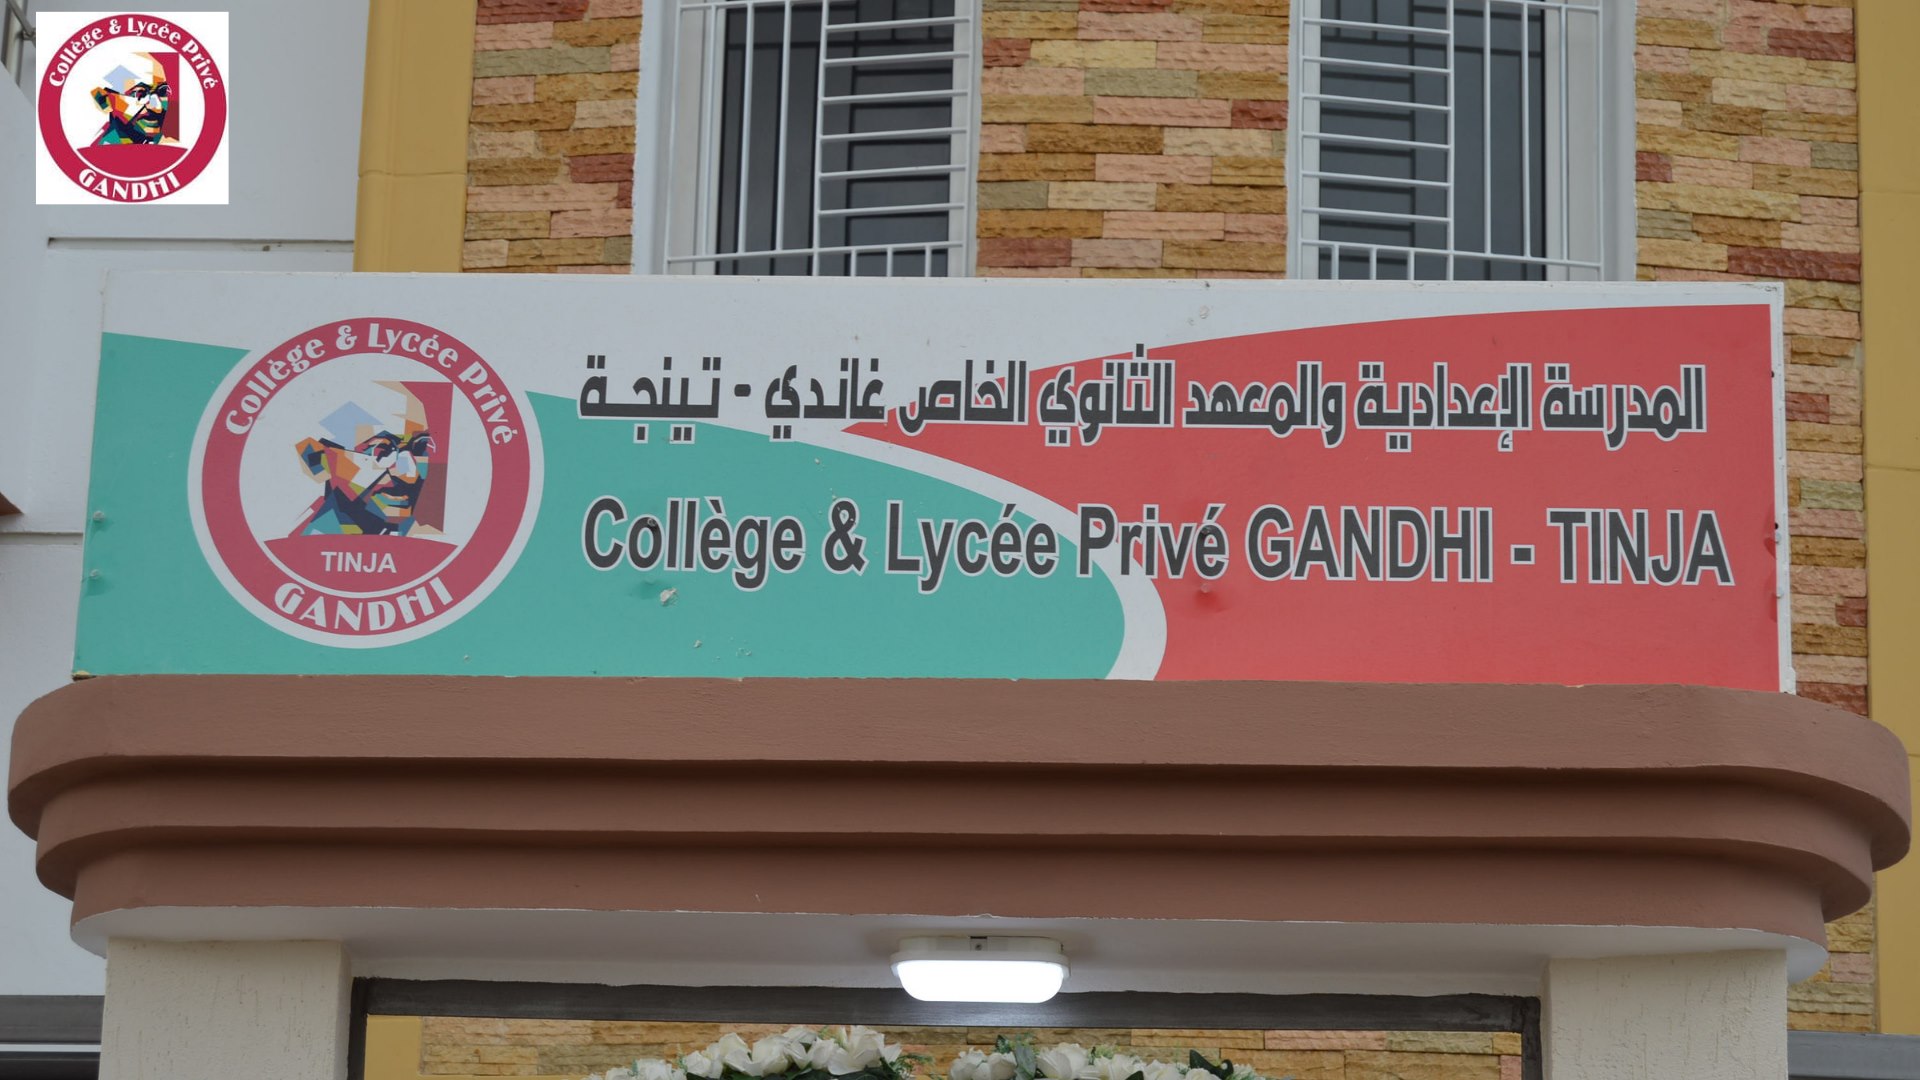 Collège & Lycée Privé
GANDHI
المدرسة الإعدادية والمعهد الثانوي الخاص غاندي - تينجة
Collège & Lycée Privé GANDHI - TINJA
Collège & Lycée Privé
TINJA
GANDHI